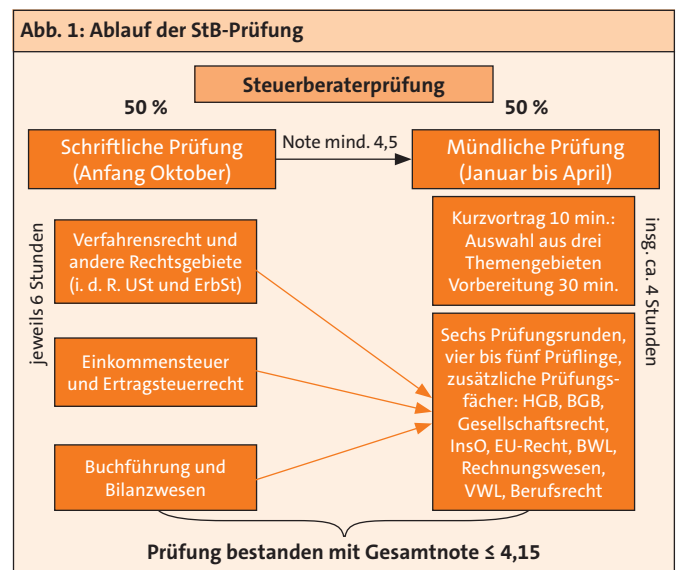 Abb. 1: Ablauf der StB-Prüfung
Steuerberaterprüfung
50 %
50 %
Schriftliche Prüfung
(Anfang Oktober)
Note mind. 4,5
Mündliche Prüfung
(Januar bis April)
jeweils 6 Stunden
Verfahrensrecht und
andere Rechtsgebiete
(i. d. R. USt und ErbSt)
Einkommensteuer
und Ertragsteuerrecht
Buchführung und
Bilanzwesen
Kurzvortrag 10 min.:
Auswahl aus drei
Themengebieten
Vorbereitung 30 min.
Sechs Prüfungsrunden,
vier bis fünf Prüflinge,
zusätzliche Prüfungs-
fächer: HGB, BGB,
Gesellschaftsrecht,
InsO, EU-Recht, BWL,
Rechnungswesen,
VWL, Berufsrecht
insg. ca. 4 Stunden
Prüfung bestanden mit Gesamtnote ≤ 4,15